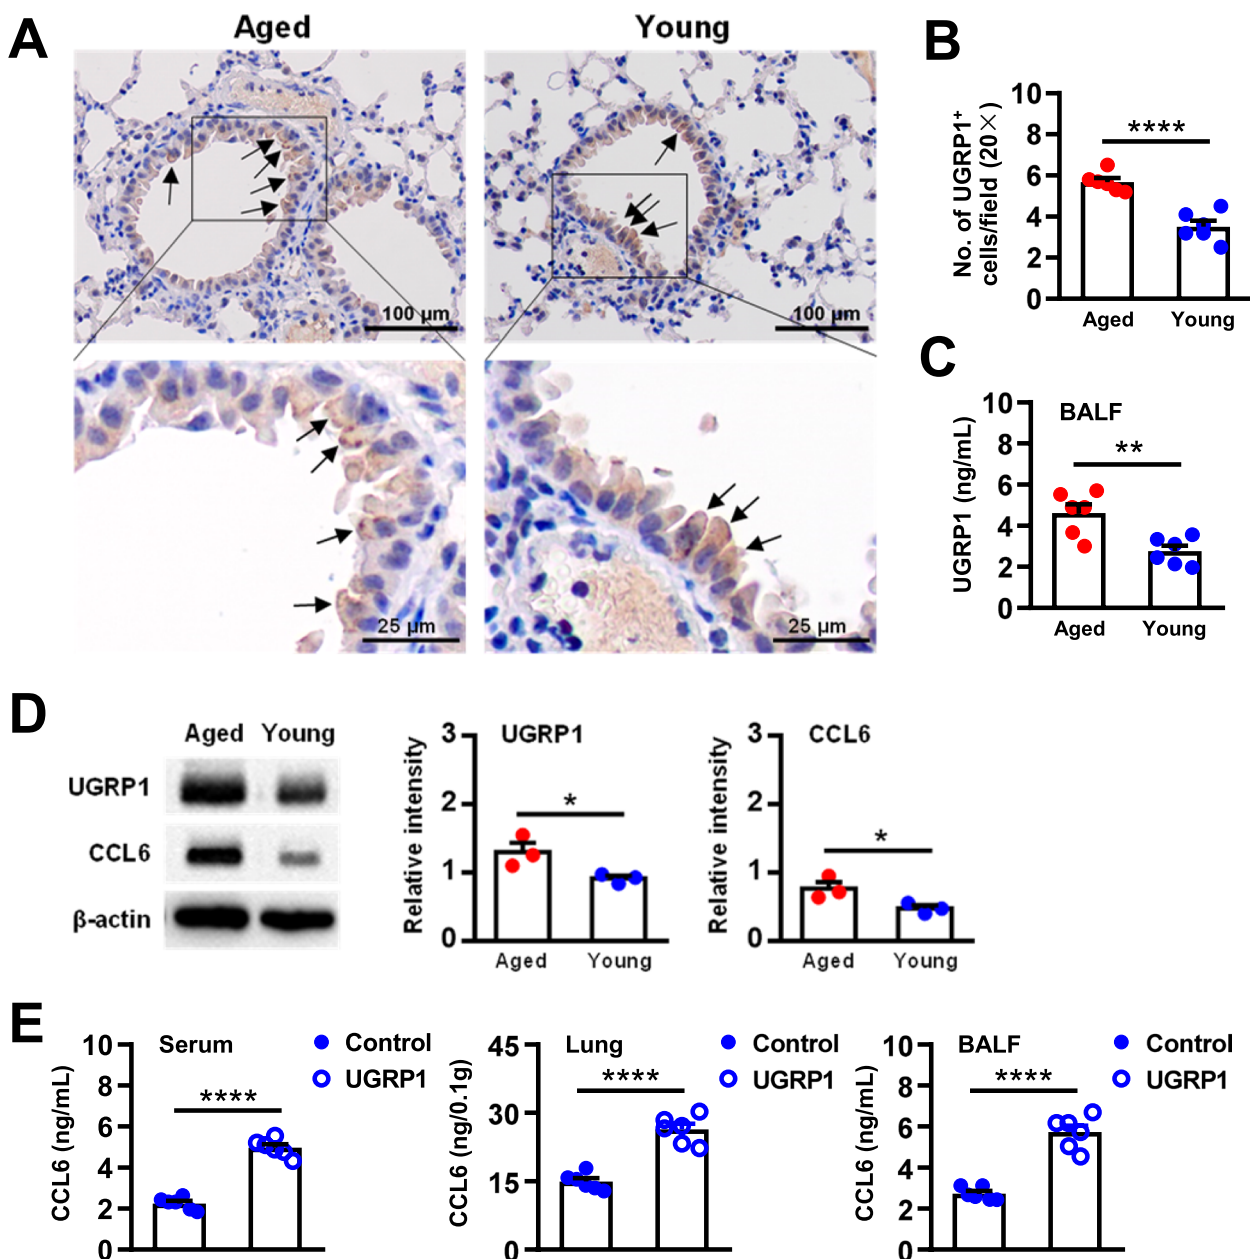 A
Aged
Young
100 µm
100 µm
25 µm
25 µm
B
No. of UGRP1⁺
cells/field (20×)
10
8
6
4
2
0
****
Aged
Young
C
UGRP1 (ng/mL)
10
8
6
4
2
0
BALF
**
Aged
Young
D
Aged Young
UGRP1
CCL6
β-actin
Relative intensity
3
2
1
0
UGRP1
*
Aged
Young
Relative intensity
3
2
1
0
CCL6
*
Aged
Young
E
CCL6 (ng/mL)
10
8
6
4
2
0
Serum
****
Control
UGRP1
CCL6 (ng/0.1g)
45
30
15
0
Lung
****
Control
UGRP1
CCL6 (ng/mL)
10
8
6
4
2
0
BALF
****
Control
UGRP1